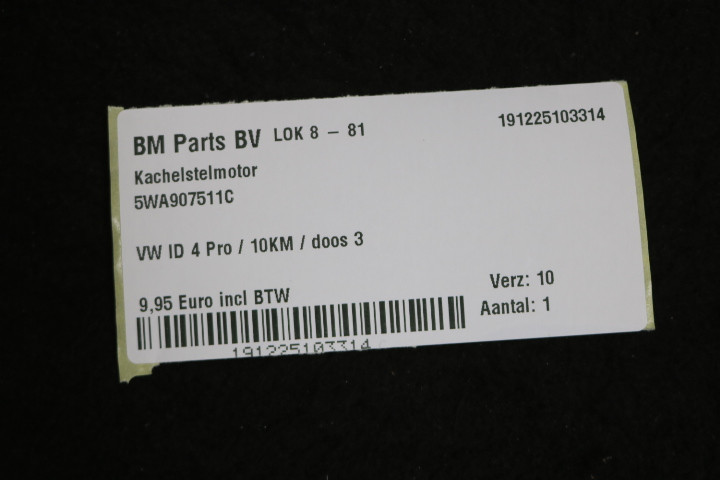 BM Parts BV LOK 8 - 81 191225103314
Kachelstelmotor
5WA907511C
VW ID 4 Pro / 10KM / doos 3
9,95 Euro incl BTW Verz: 10
Aantal: 1
191225103314